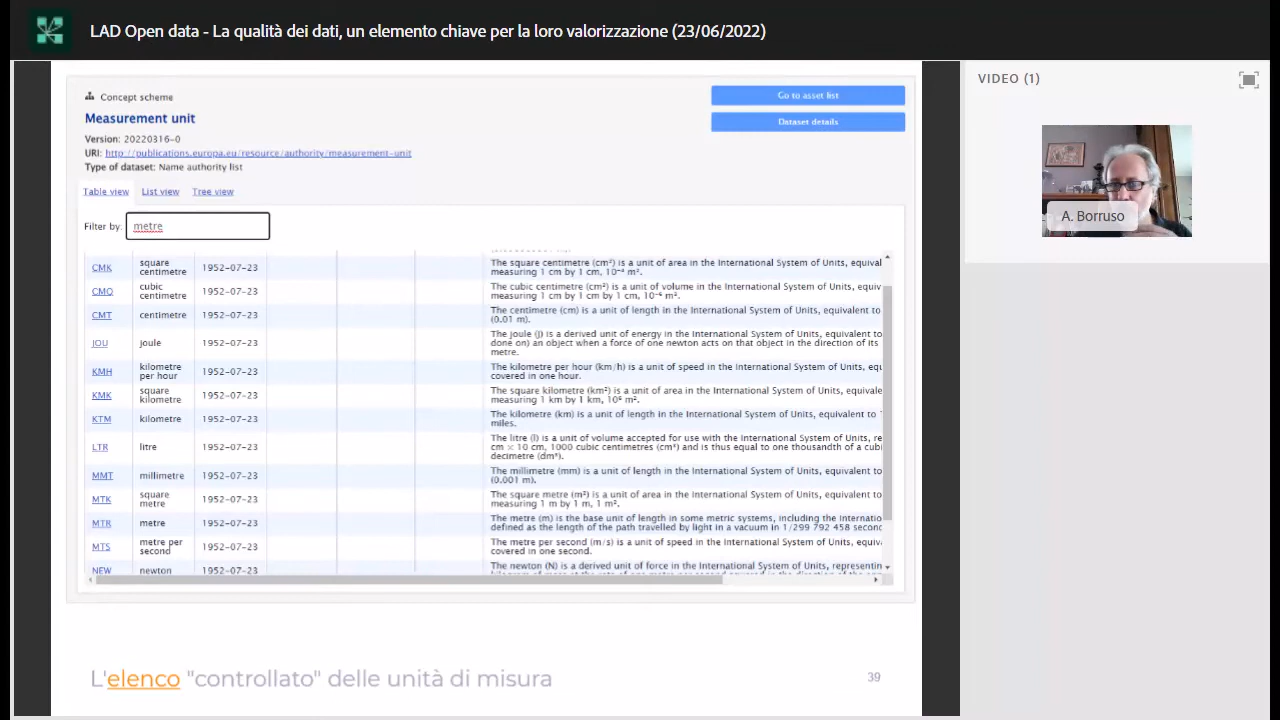 LAD Open data - La qualità dei dati, un elemento chiave per la loro valorizzazione (23/06/2022)
VIDEO (1)
A. Borruso
Concept scheme
Go to asset list
Measurement unit
Dataset details
Version: 20220316-0
URI: http://publications.europa.eu/resource/authority/measurement-unit
Type of dataset: Name authority list
Table view List view Tree view
Filter by: metre
CMK square centimetre 1952-07-23 The square centimetre (cm²) is a unit of area in the International System of Units, equival
measuring 1 cm by 1 cm, 10⁻⁴ m².
CMQ cubic centimetre 1952-07-23 The cubic centimetre (cm³) is a unit of volume in the International System of Units, equiv
measuring 1 cm by 1 cm by 1 cm, 10⁻⁶ m³.
CMT centimetre 1952-07-23 The centimetre (cm) is a unit of length in the International System of Units, equivalent to
(0.01 m).
JOU joule 1952-07-23 The joule (J) is a derived unit of energy in the International System of Units, equivalent to
done on) an object when a force of one newton acts on that object in the direction of its
metre.
KMH kilometre per hour 1952-07-23 The kilometre per hour (km/h) is a unit of speed in the International System of Units, equ
covered in one hour.
KMK square kilometre 1952-07-23 The square kilometre (km²) is a unit of area in the International System of Units, equivale
measuring 1 km by 1 km, 10⁶ m².
KTM kilometre 1952-07-23 The kilometre (km) is a unit of length in the International System of Units, equivalent to
miles.
LTR litre 1952-07-23 The litre (l) is a unit of volume accepted for use with the International System of Units, re
cm × 10 cm, 1000 cubic centimetres (cm³) and is thus equal to one thousandth of a cubi
decimetre (dm³).
MMT millimetre 1952-07-23 The millimetre (mm) is a unit of length in the International System of Units, equivalent to
(0.001 m).
MTK square metre 1952-07-23 The square metre (m²) is a unit of area in the International System of Units, equivalent to
measuring 1 m by 1 m, 1 m².
MTR metre 1952-07-23 The metre (m) is the base unit of length in some metric systems, including the Internatio
defined as the length of the path travelled by light in a vacuum in 1/299 792 458 second
MTS metre per second 1952-07-23 The metre per second (m/s) is a unit of speed in the International System of Units, equiva
covered in one second.
NEW newton 1952-07-23 The newton (N) is a derived unit of force in the International System of Units, representin
L'elenco "controllato" delle unità di misura
39